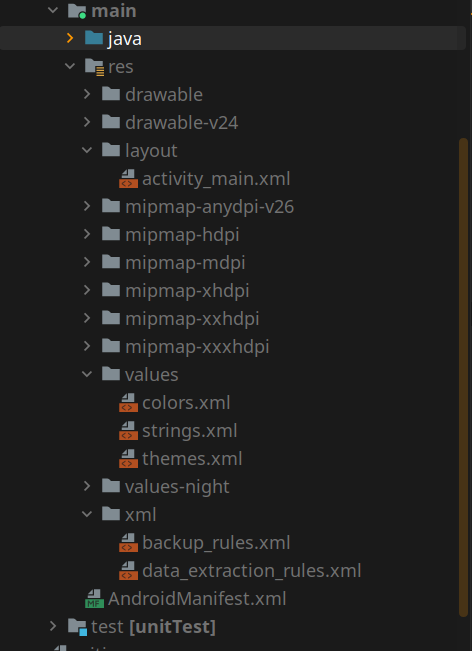 main
java
res
drawable
drawable-v24
layout
activity_main.xml
mipmap-anydpi-v26
mipmap-hdpi
mipmap-mdpi
mipmap-xhdpi
mipmap-xxhdpi
mipmap-xxxhdpi
values
colors.xml
strings.xml
themes.xml
values-night
xml
backup_rules.xml
data_extraction_rules.xml
MF AndroidManifest.xml
test [unitTest]